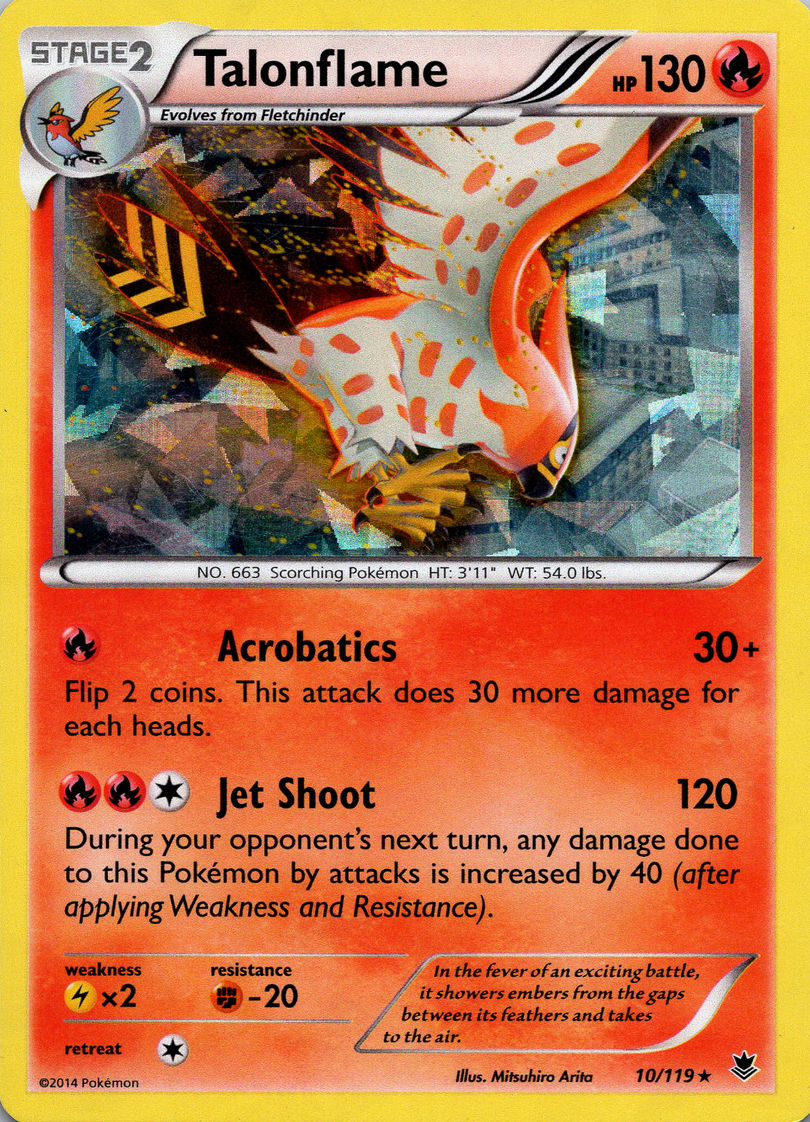 STAGE2
Talonflame
HP130
Evolves from Fletchinder
NO. 663 Scorching Pokémon HT: 3'11" WT: 54.0 lbs.
Acrobatics 30+
Flip 2 coins. This attack does 30 more damage for
each heads.
Jet Shoot 120
During your opponent's next turn, any damage done
to this Pokémon by attacks is increased by 40 (after
applying Weakness and Resistance).
weakness resistance
×2 -20
In the fever of an exciting battle,
it showers embers from the gaps
between its feathers and takes
to the air.
retreat
©2014 Pokémon
Illus. Mitsuhiro Arita 10/119 ★